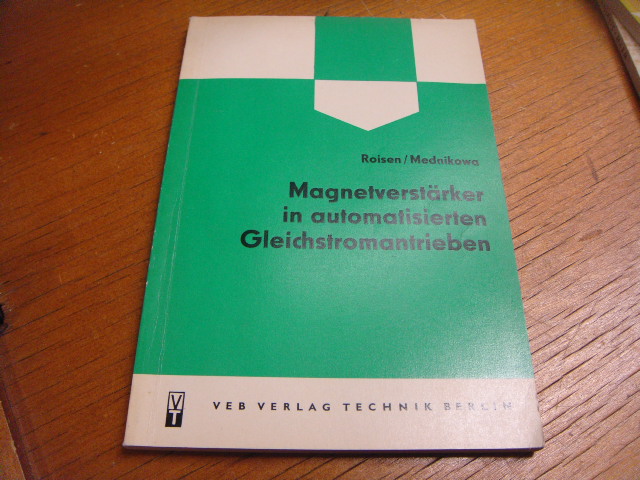 Roisen/Mednikowa
Magnetverstärker
in automatisierten
Gleichstromantrieben
VT
VEB VERLAG TECHNIK BERLIN